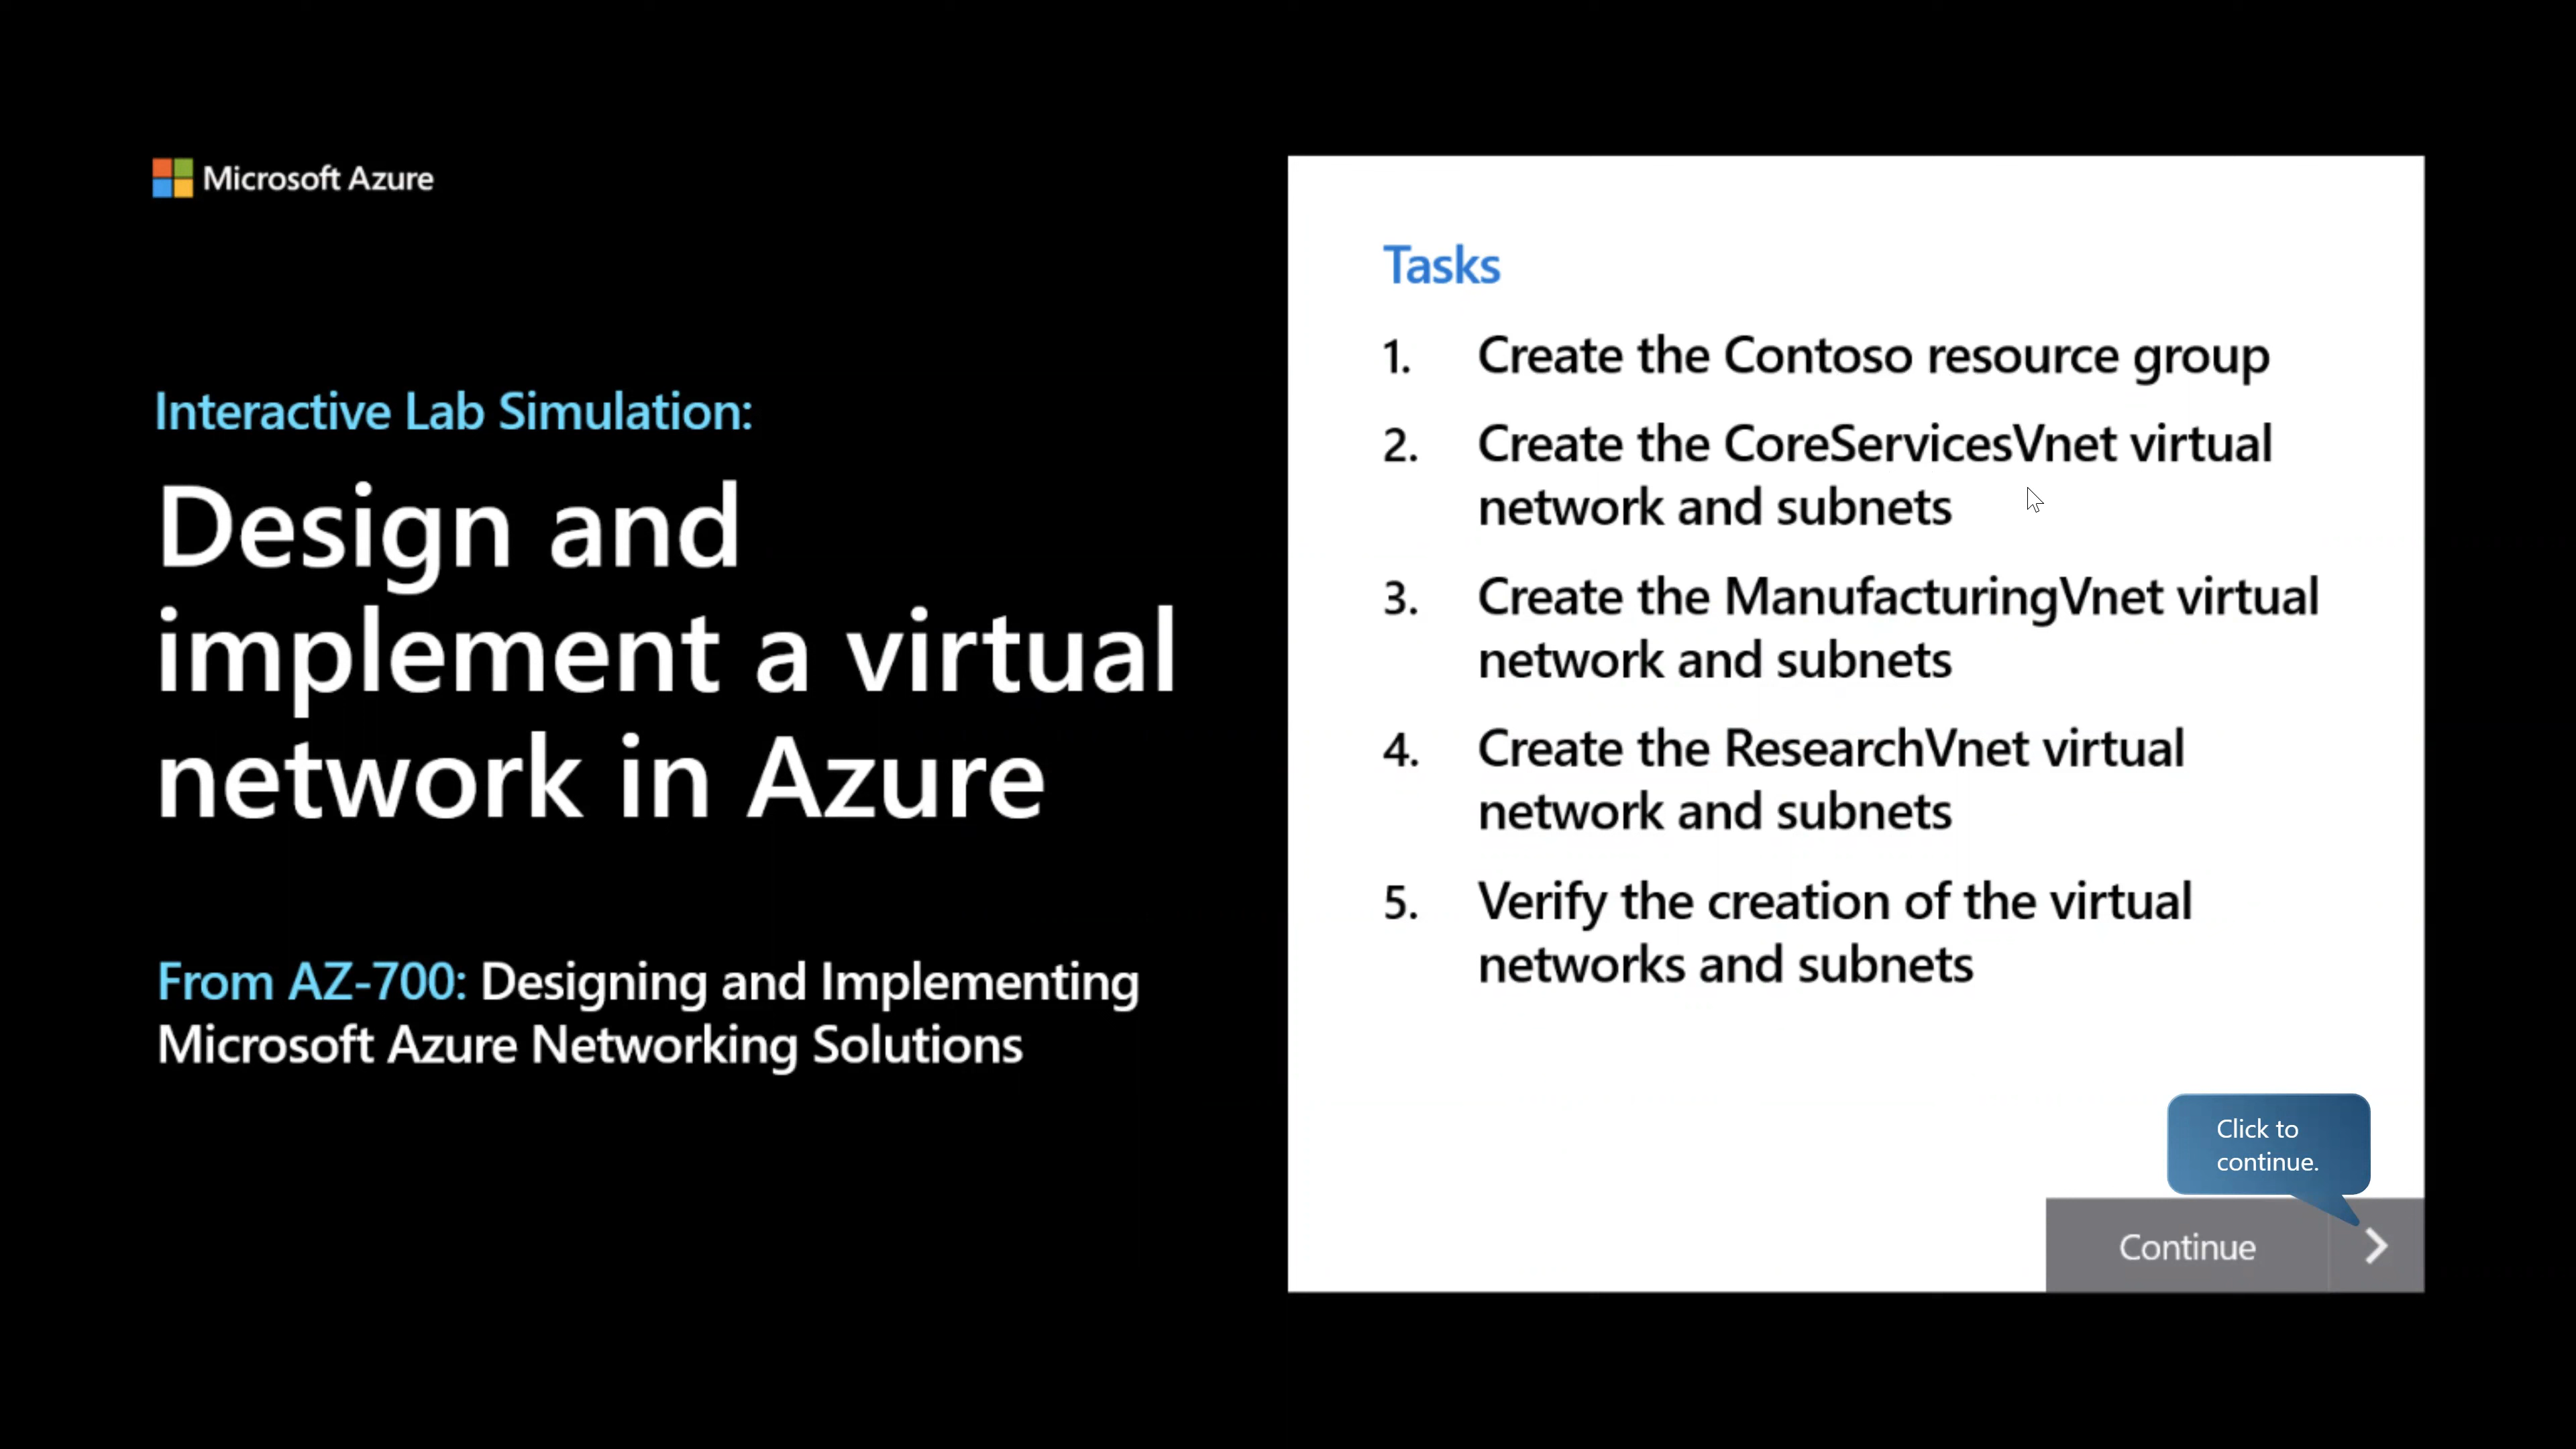 Microsoft Azure
Interactive Lab Simulation:
Design and
implement a virtual
network in Azure
From AZ-700: Designing and Implementing
Microsoft Azure Networking Solutions
Tasks
1. Create the Contoso resource group
2. Create the CoreServicesVnet virtual
network and subnets
3. Create the ManufacturingVnet virtual
network and subnets
4. Create the ResearchVnet virtual
network and subnets
5. Verify the creation of the virtual
networks and subnets
Click to
continue.
Continue